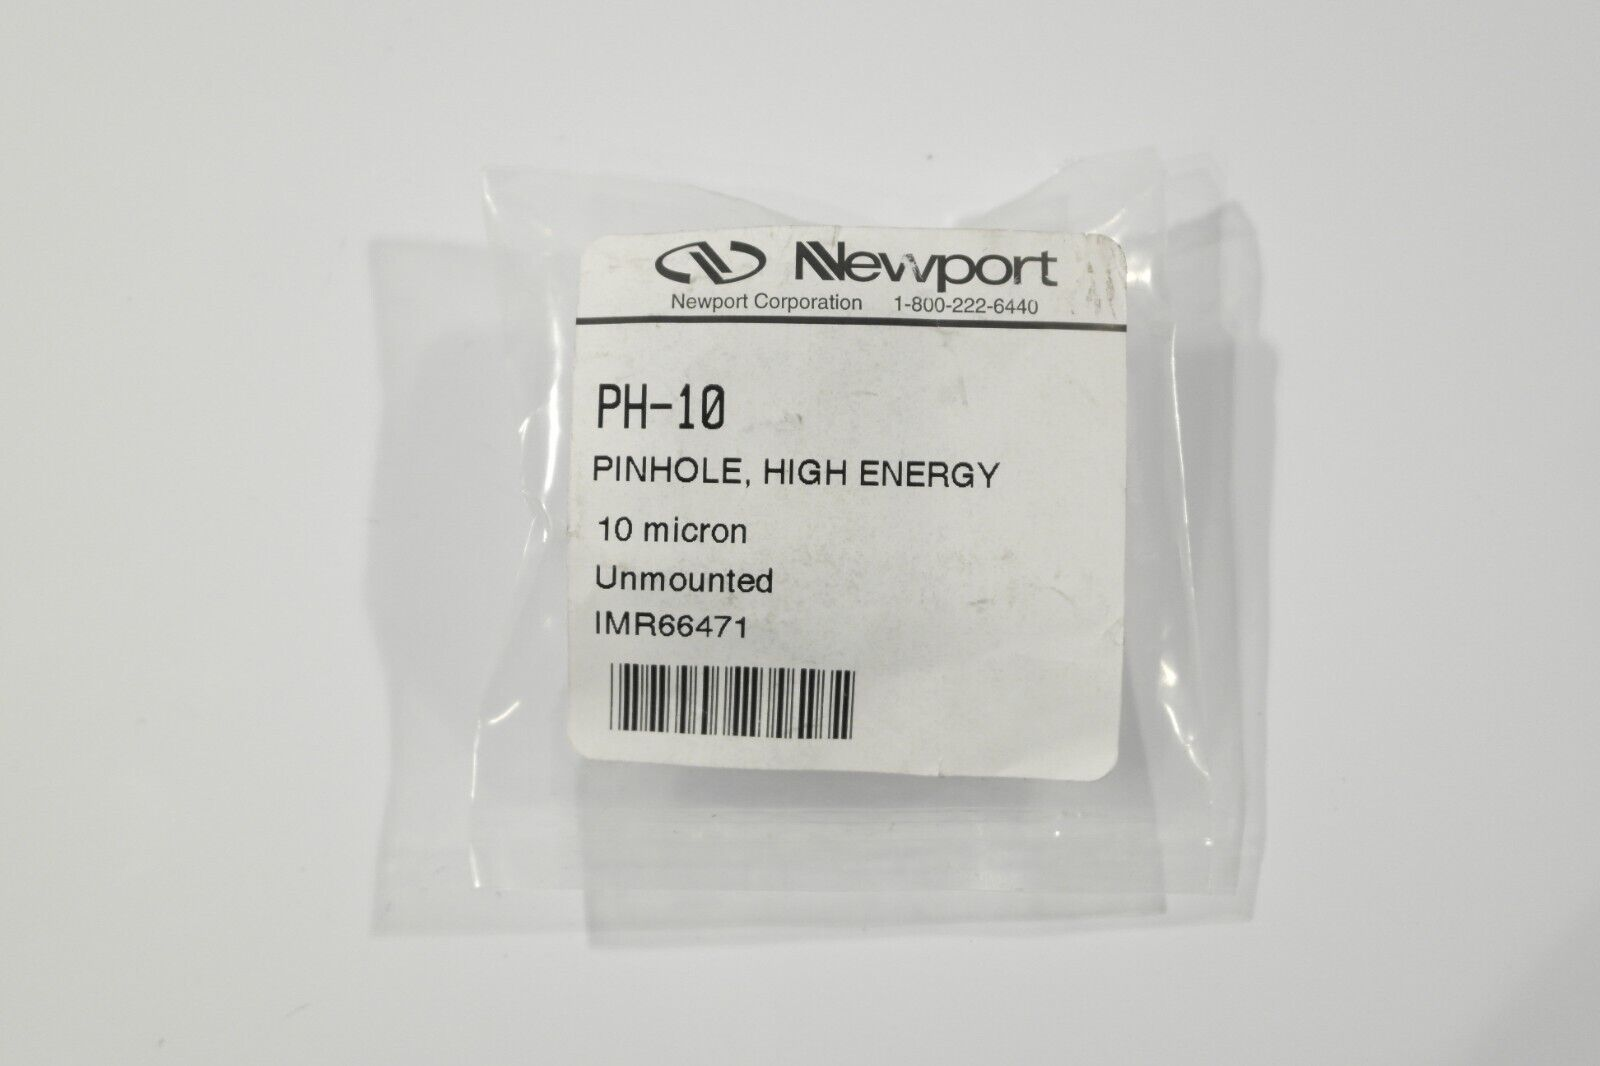 Newport
Newport Corporation 1-800-222-6440
PH-10
PINHOLE, HIGH ENERGY
10 micron
Unmounted
IMR66471